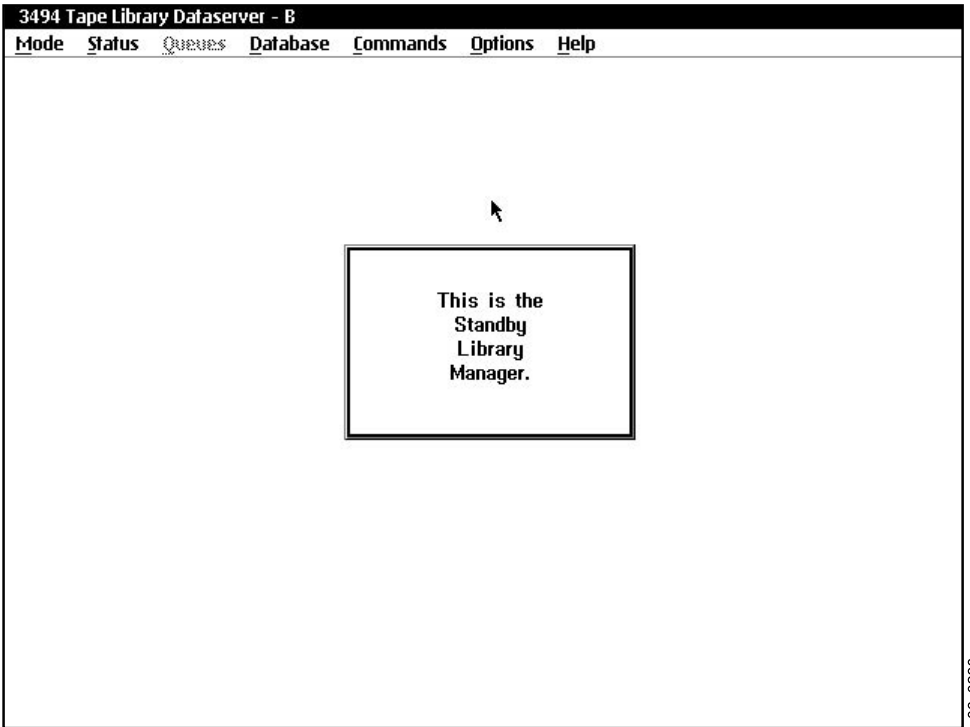 3494 Tape Library Dataserver - B
Mode Status Queues Database Commands Options Help
This is the
Standby
Library
Manager.